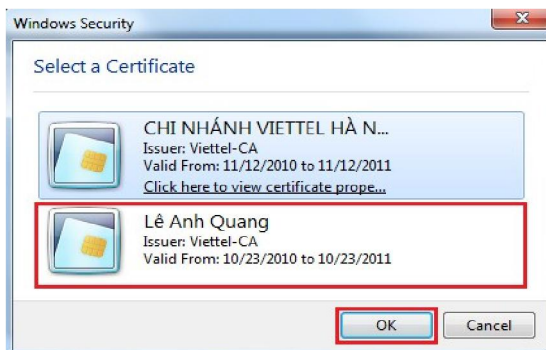 Windows Security
Select a Certificate
CHI NHÁNH VIETTEL HÀ N...
Issuer: Viettel-CA
Valid From: 11/12/2010 to 11/12/2011
Click here to view certificate prope...
Lê Anh Quang
Issuer: Viettel-CA
Valid From: 10/23/2010 to 10/23/2011
OK
Cancel